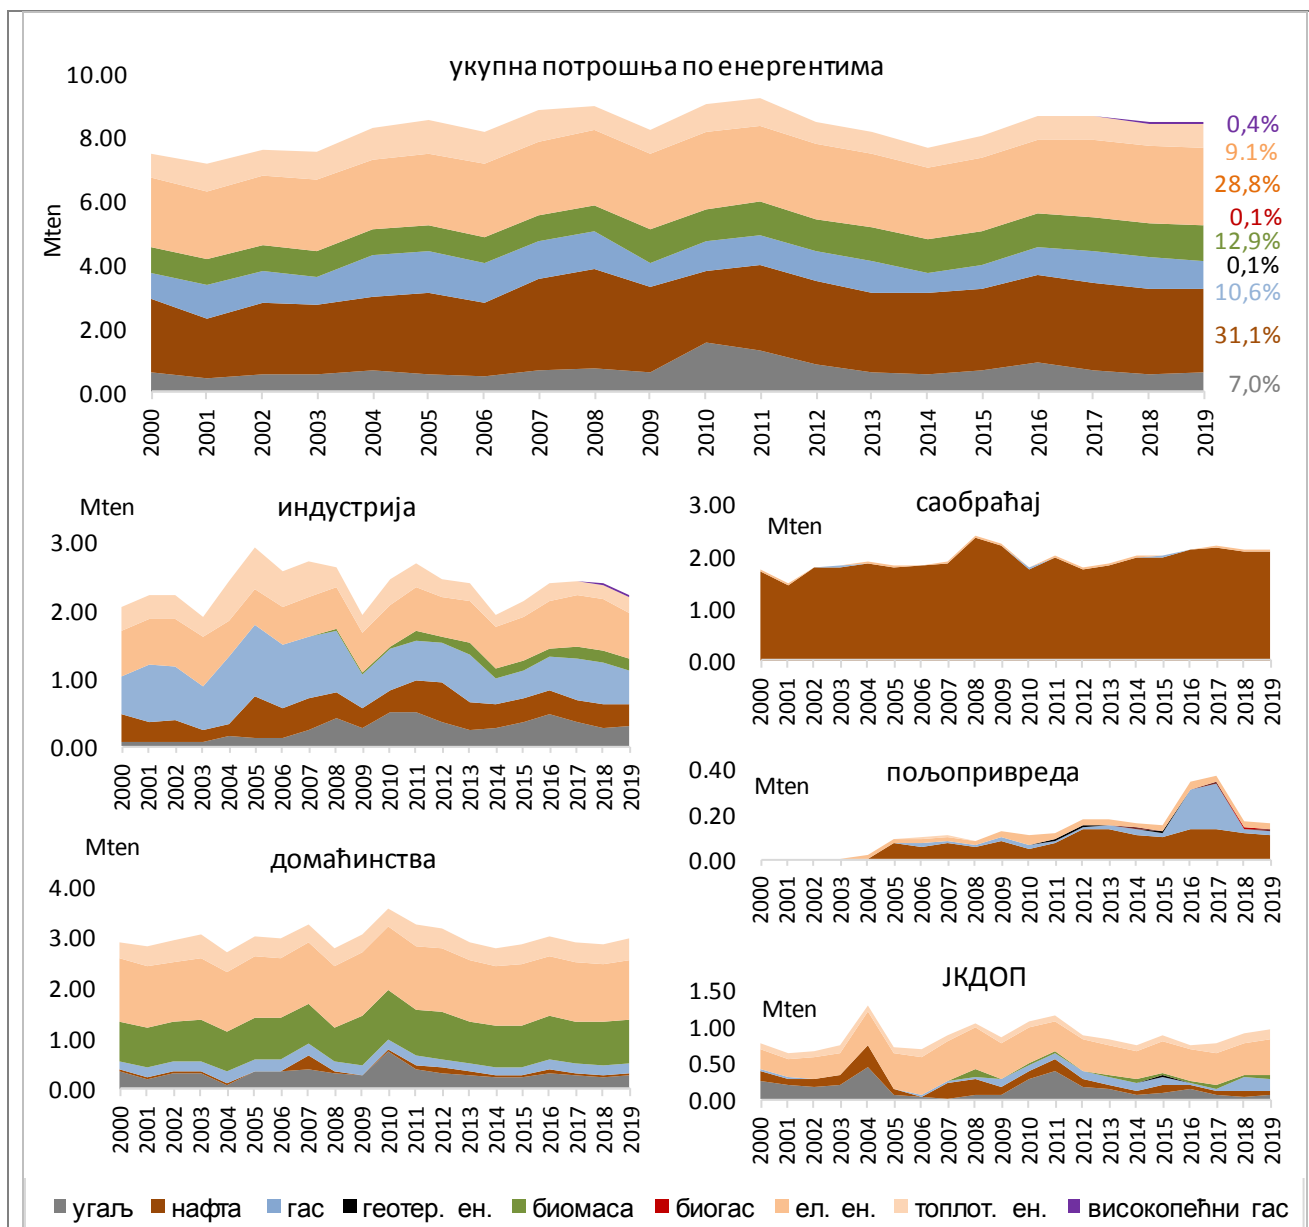 укупна потрошња по енергентима
Mten
10.00
8.00
6.00
4.00
2.00
0.00
0,4%
9.1%
28,8%
0,1%
12,9%
0,1%
10,6%
31,1%
7,0%
2000 2001 2002 2003 2004 2005 2006 2007 2008 2009 2010 2011 2012 2013 2014 2015 2016 2017 2018 2019
Mten
индустрија
3.00
2.00
1.00
0.00
2000 2001 2002 2003 2004 2005 2006 2007 2008 2009 2010 2011 2012 2013 2014 2015 2016 2017 2018 2019
саобраћај
Mten
3.00
2.00
1.00
0.00
2000 2001 2002 2003 2004 2005 2006 2007 2008 2009 2010 2011 2012 2013 2014 2015 2016 2017 2018 2019
пољопривреда
Mten
0.40
0.20
0.00
2000 2001 2002 2003 2004 2005 2006 2007 2008 2009 2010 2011 2012 2013 2014 2015 2016 2017 2018 2019
Mten
домаћинства
4.00
3.00
2.00
1.00
0.00
2000 2001 2002 2003 2004 2005 2006 2007 2008 2009 2010 2011 2012 2013 2014 2015 2016 2017 2018 2019
ЈКДОП
Mten
1.50
1.00
0.50
0.00
2000 2001 2002 2003 2004 2005 2006 2007 2008 2009 2010 2011 2012 2013 2014 2015 2016 2017 2018 2019
угаљ нафта гас геотер. ен. биомаса биогас ел. ен. топлот. ен. високопећни гас